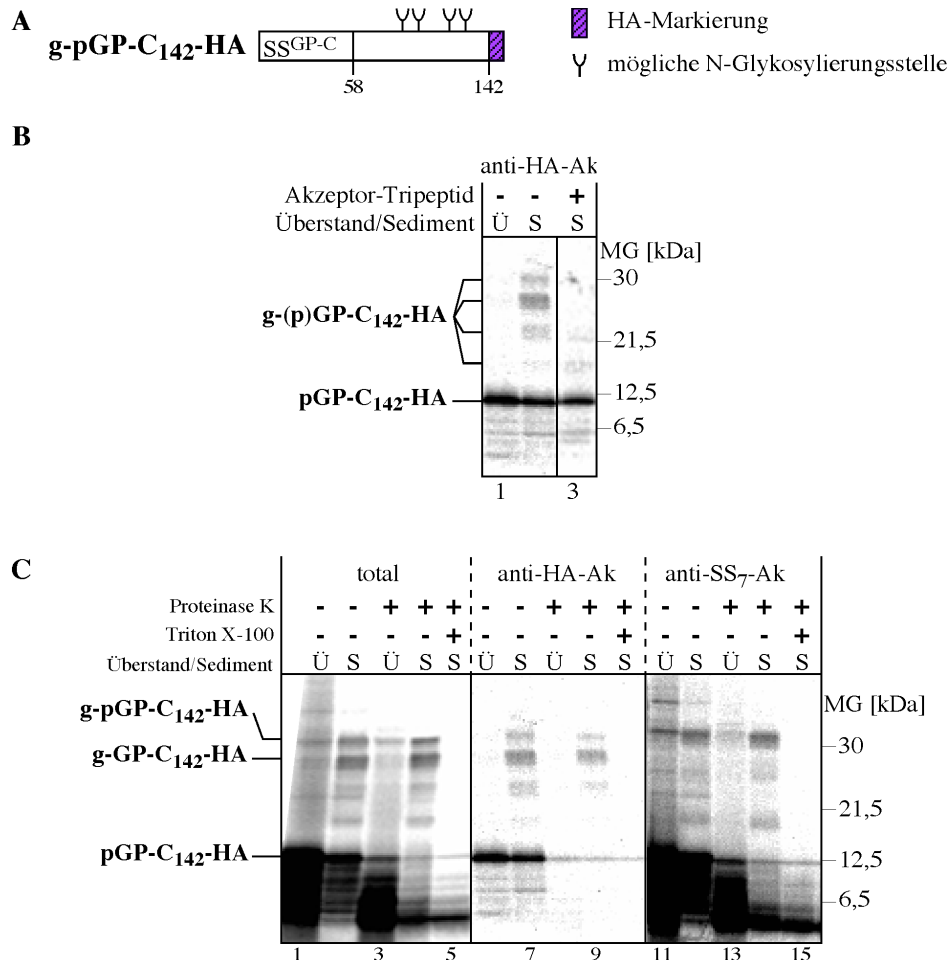 A
g-pGP-C142-HA
SSGP-C
58
142
HA-Markierung
mögliche N-Glykosylierungsstelle
B
anti-HA-Ak
Akzeptor-Tripeptid - - +
Überstand/Sediment Ü S S
MG [kDa]
30
g-(p)GP-C142-HA
21,5
pGP-C142-HA
12,5
6,5
1 3
C
total anti-HA-Ak anti-SS7-Ak
Proteinase K - - + + + - - + + + - - + + +
Triton X-100 - - - - + - - - - + - - - - +
Überstand/Sediment Ü S Ü S S Ü S Ü S S Ü S Ü S S
g-pGP-C142-HA
MG [kDa]
g-GP-C142-HA
30
21,5
pGP-C142-HA
12,5
6,5
1 3 5 7 9 11 13 15